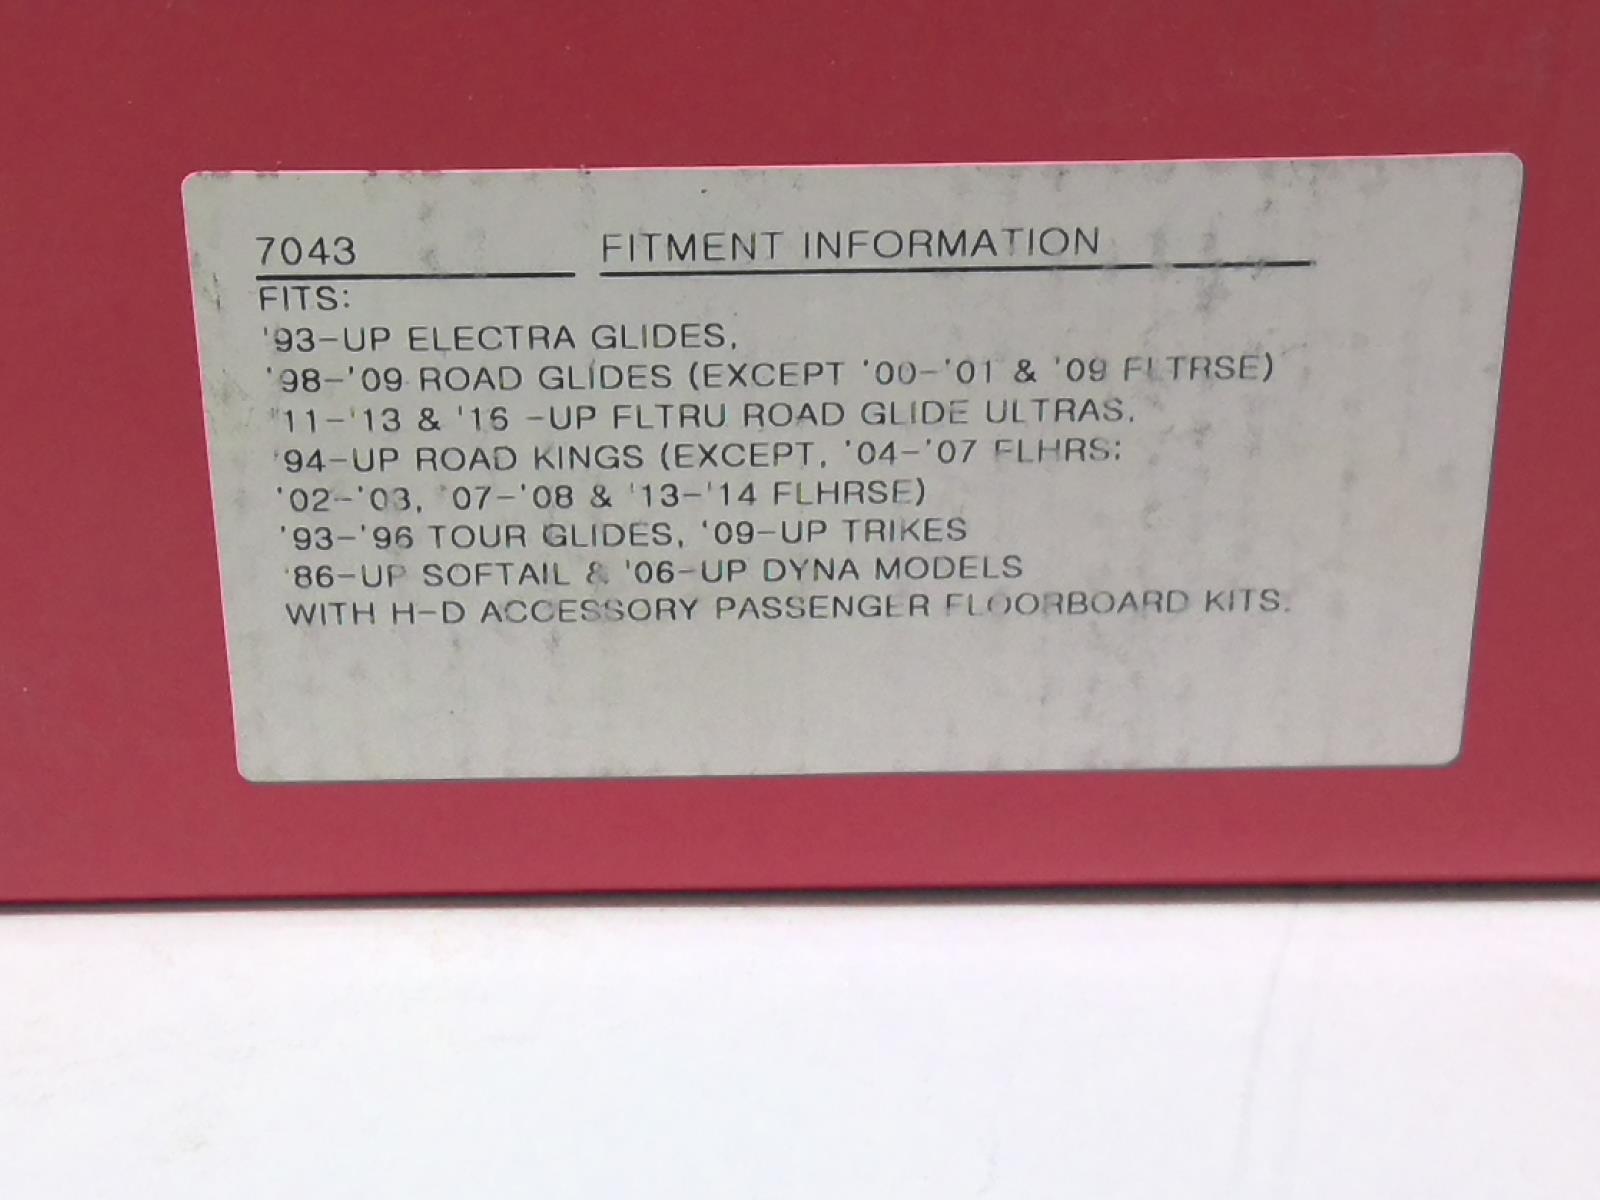 7043 FITMENT INFORMATION
FITS:
'93-UP ELECTRA GLIDES,
'98-'09 ROAD GLIDES (EXCEPT '00-'01 & '09 FLTRSE)
'11-'13 & '16 -UP FLTRU ROAD GLIDE ULTRAS,
'94-UP ROAD KINGS (EXCEPT, '04-'07 FLHRS;
'02-'03, '07-'08 & '13-'14 FLHRSE)
'93-'96 TOUR GLIDES, '09-UP TRIKES
'86-UP SOFTAIL & '06-UP DYNA MODELS
WITH H-D ACCESSORY PASSENGER FLOORBOARD KITS.